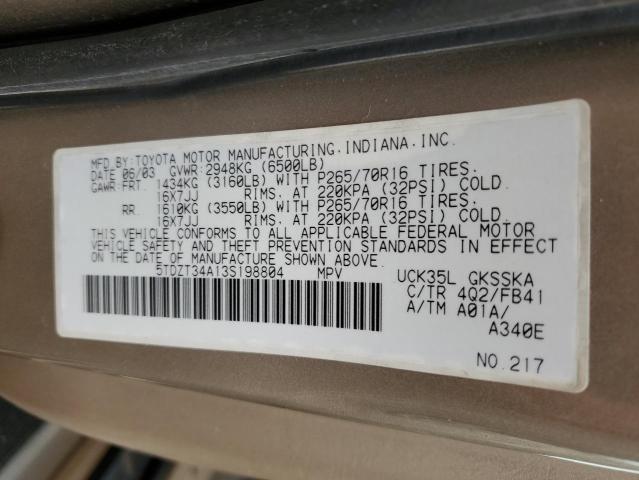 MFD.BY:TOYOTA MOTOR MANUFACTURING.INDIANA.INC.
DATE 06/03 GVWR:2948KG (6500LB)
GAWR:FRT. 1434KG (3160LB) WITH P265/70R16 TIRES.
16X7JJ RIMS. AT 220KPA (32PSI) COLD.
RR. 1610KG (3550LB) WITH P265/70R16 TIRES.
16X7JJ RIMS. AT 220KPA (32PSI) COLD.
THIS VEHICLE CONFORMS TO ALL APPLICABLE FEDERAL MOTOR
VEHICLE SAFETY AND THEFT PREVENTION STANDARDS IN EFFECT
ON THE DATE OF MANUFACTURE SHOWN ABOVE.
5TDZT34A13S198804 MPV
UCK35L GKSSKA
C/TR 4Q2/FB41
A/TM A01A/
A340E
NO.217